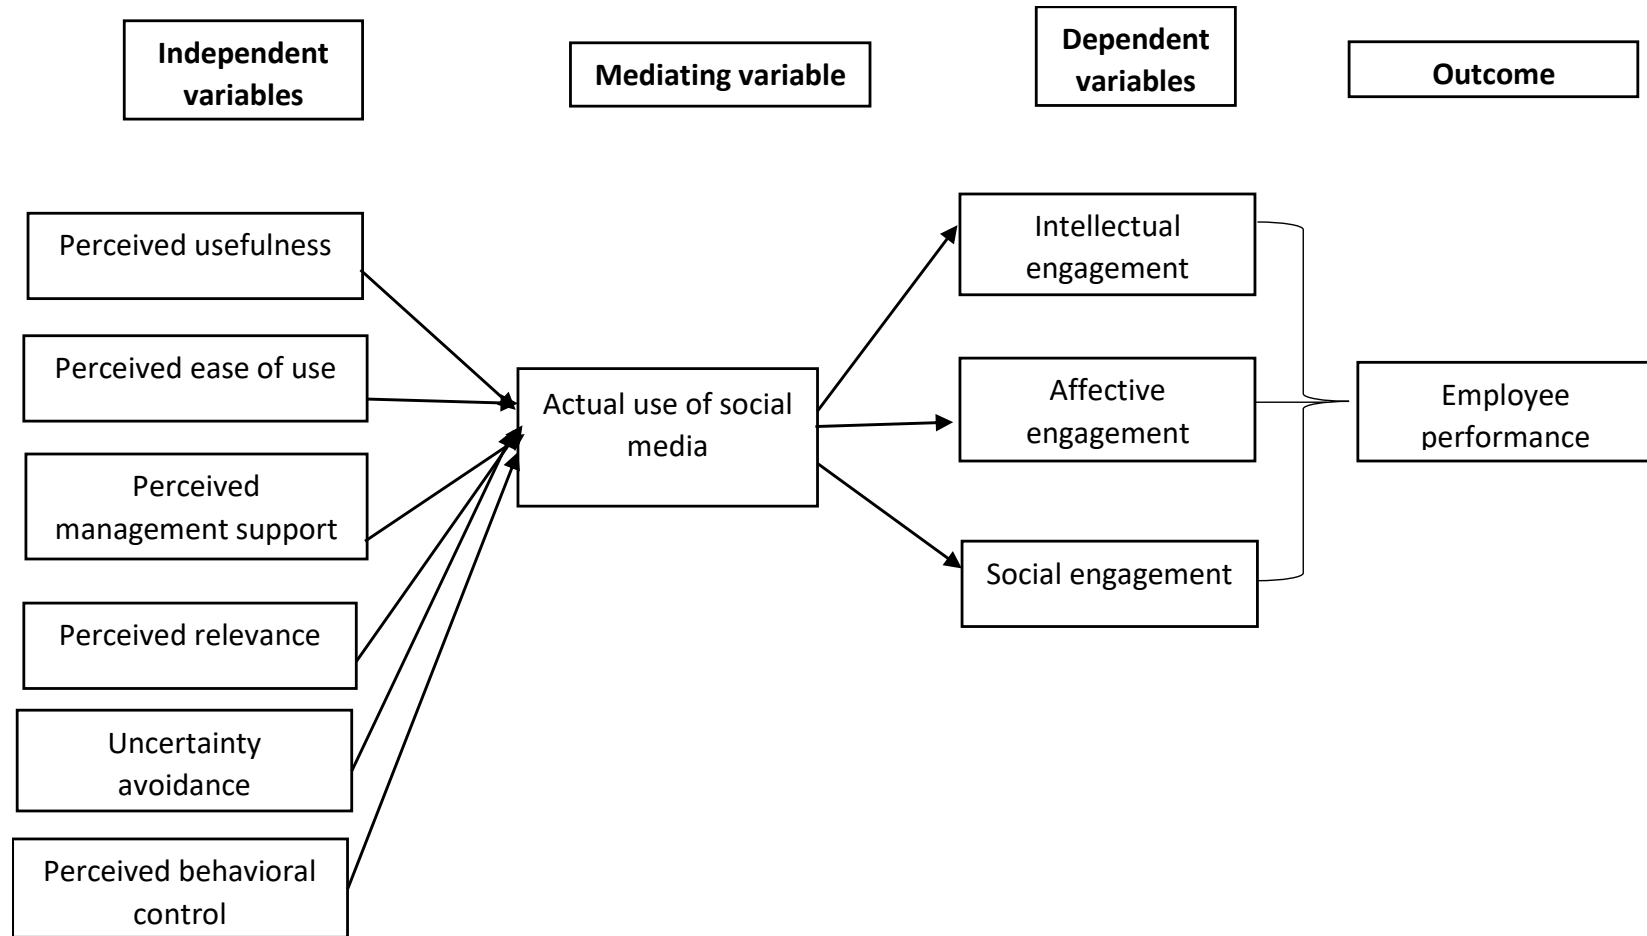 Independent
variables
Mediating variable
Dependent
variables
Outcome
Perceived usefulness
Perceived ease of use
Perceived
management support
Perceived relevance
Uncertainty
avoidance
Perceived behavioral
control
Actual use of social
media
Intellectual
engagement
Affective
engagement
Social engagement
Employee
performance